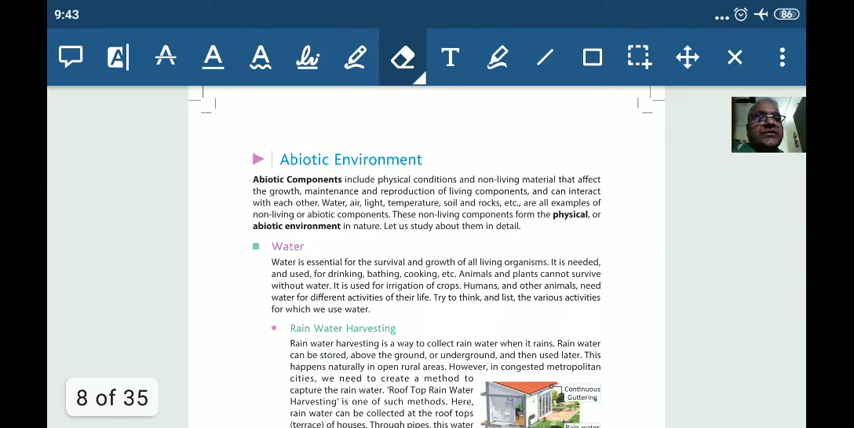 9:43
86
A
A
A
T
Abiotic Environment
Abiotic Components include physical conditions and non-living material that affect
the growth, maintenance and reproduction of living components, and can interact
with each other. Water, air, light, temperature, soil and rocks, etc., are all examples of
non-living or abiotic components. These non-living components form the physical, or
abiotic environment in nature. Let us study about them in detail.
Water
Water is essential for the survival and growth of all living organisms. It is needed,
and used, for drinking, bathing, cooking, etc. Animals and plants cannot survive
without water. It is used for irrigation of crops. Humans, and other animals, need
water for different activities of their life. Try to think, and list, the various activities
for which we use water.
Rain Water Harvesting
Rain water harvesting is a way to collect rain water when it rains. Rain water
can be stored, above the ground, or underground, and then used later. This
happens naturally in open rural areas. However, in congested metropolitan
cities, we need to create a method to
capture the rain water. 'Roof Top Rain Water
Harvesting' is one of such methods. Here,
rain water can be collected at the roof tops
(terrace) of houses. Through pipes, this water
Continuous
Guttering
Rain water
8 of 35